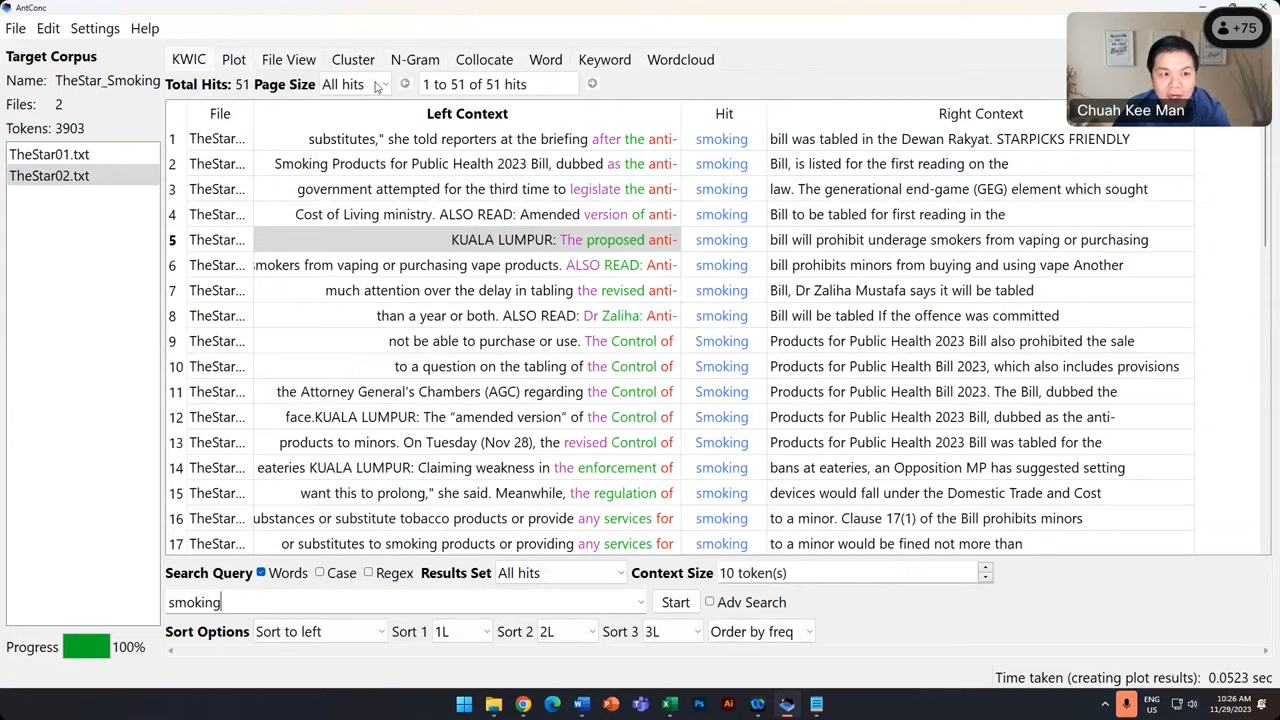 AntConc
File Edit Settings Help
+75
Target Corpus
Name: TheStar_Smoking
Files: 2
Tokens: 3903
TheStar01.txt
TheStar02.txt
Progress 100%
KWIC Plot File View Cluster N-Gram Collocate Word Keyword Wordcloud
Total Hits: 51 Page Size All hits 1 to 51 of 51 hits
Chuah Kee Man
File Left Context Hit Right Context
1 TheStar... substitutes," she told reporters at the briefing after the anti- smoking bill was tabled in the Dewan Rakyat. STARPICKS FRIENDLY
2 TheStar... Smoking Products for Public Health 2023 Bill, dubbed as the anti- smoking Bill, is listed for the first reading on the
3 TheStar... government attempted for the third time to legislate the anti- smoking law. The generational end-game (GEG) element which sought
4 TheStar... Cost of Living ministry. ALSO READ: Amended version of anti- smoking Bill to be tabled for first reading in the
5 TheStar... KUALA LUMPUR: The proposed anti- smoking bill will prohibit underage smokers from vaping or purchasing
6 TheStar... smokers from vaping or purchasing vape products. ALSO READ: Anti- smoking bill prohibits minors from buying and using vape Another
7 TheStar... much attention over the delay in tabling the revised anti- smoking Bill, Dr Zaliha Mustafa says it will be tabled
8 TheStar... than a year or both. ALSO READ: Dr Zaliha: Anti- smoking Bill will be tabled If the offence was committed
9 TheStar... not be able to purchase or use. The Control of Smoking Products for Public Health 2023 Bill also prohibited the sale
10 TheStar... to a question on the tabling of the Control of Smoking Products for Public Health Bill 2023, which also includes provisions
11 TheStar... the Attorney General’s Chambers (AGC) regarding the Control of Smoking Products for Public Health Bill 2023. The Bill, dubbed the
12 TheStar... face.KUALA LUMPUR: The “amended version” of the Control of Smoking Products for Public Health 2023 Bill, dubbed as the anti-
13 TheStar... products to minors. On Tuesday (Nov 28), the revised Control of Smoking Products for Public Health 2023 Bill was tabled for the
14 TheStar... eateries KUALA LUMPUR: Claiming weakness in the enforcement of smoking bans at eateries, an Opposition MP has suggested setting
15 TheStar... want this to prolong," she said. Meanwhile, the regulation of smoking devices would fall under the Domestic Trade and Cost
16 TheStar... ubstances or substitute tobacco products or provide any services for smoking to a minor. Clause 17(1) of the Bill prohibits minors
17 TheStar... or substitutes to smoking products or providing any services for smoking to a minor would be fined not more than
Search Query Words Case Regex Results Set All hits Context Size 10 token(s)
smoking Start Adv Search
Sort Options Sort to left Sort 1 1L Sort 2 2L Sort 3 3L Order by freq
Time taken (creating plot results): 0.0523 sec
ENG
US
10:26 AM
11/29/2023